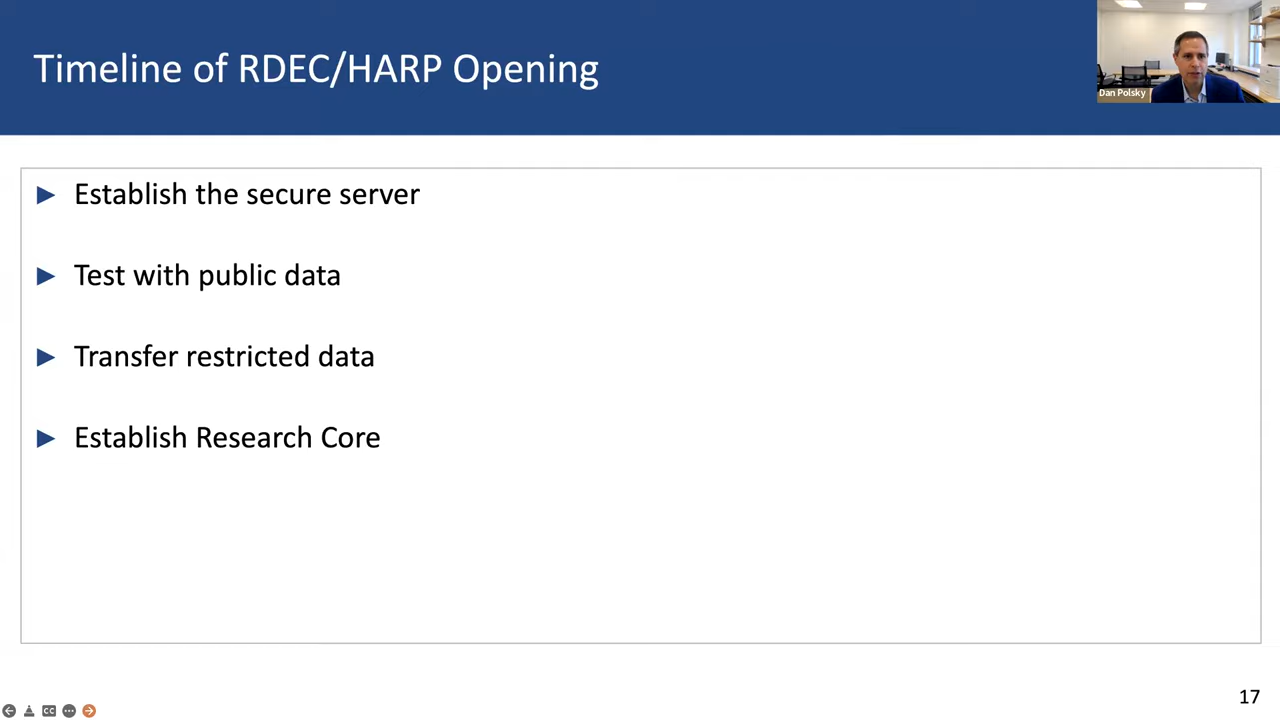 Timeline of RDEC/HARP Opening
Dan Polsky
Establish the secure server
Test with public data
Transfer restricted data
Establish Research Core
CC
17